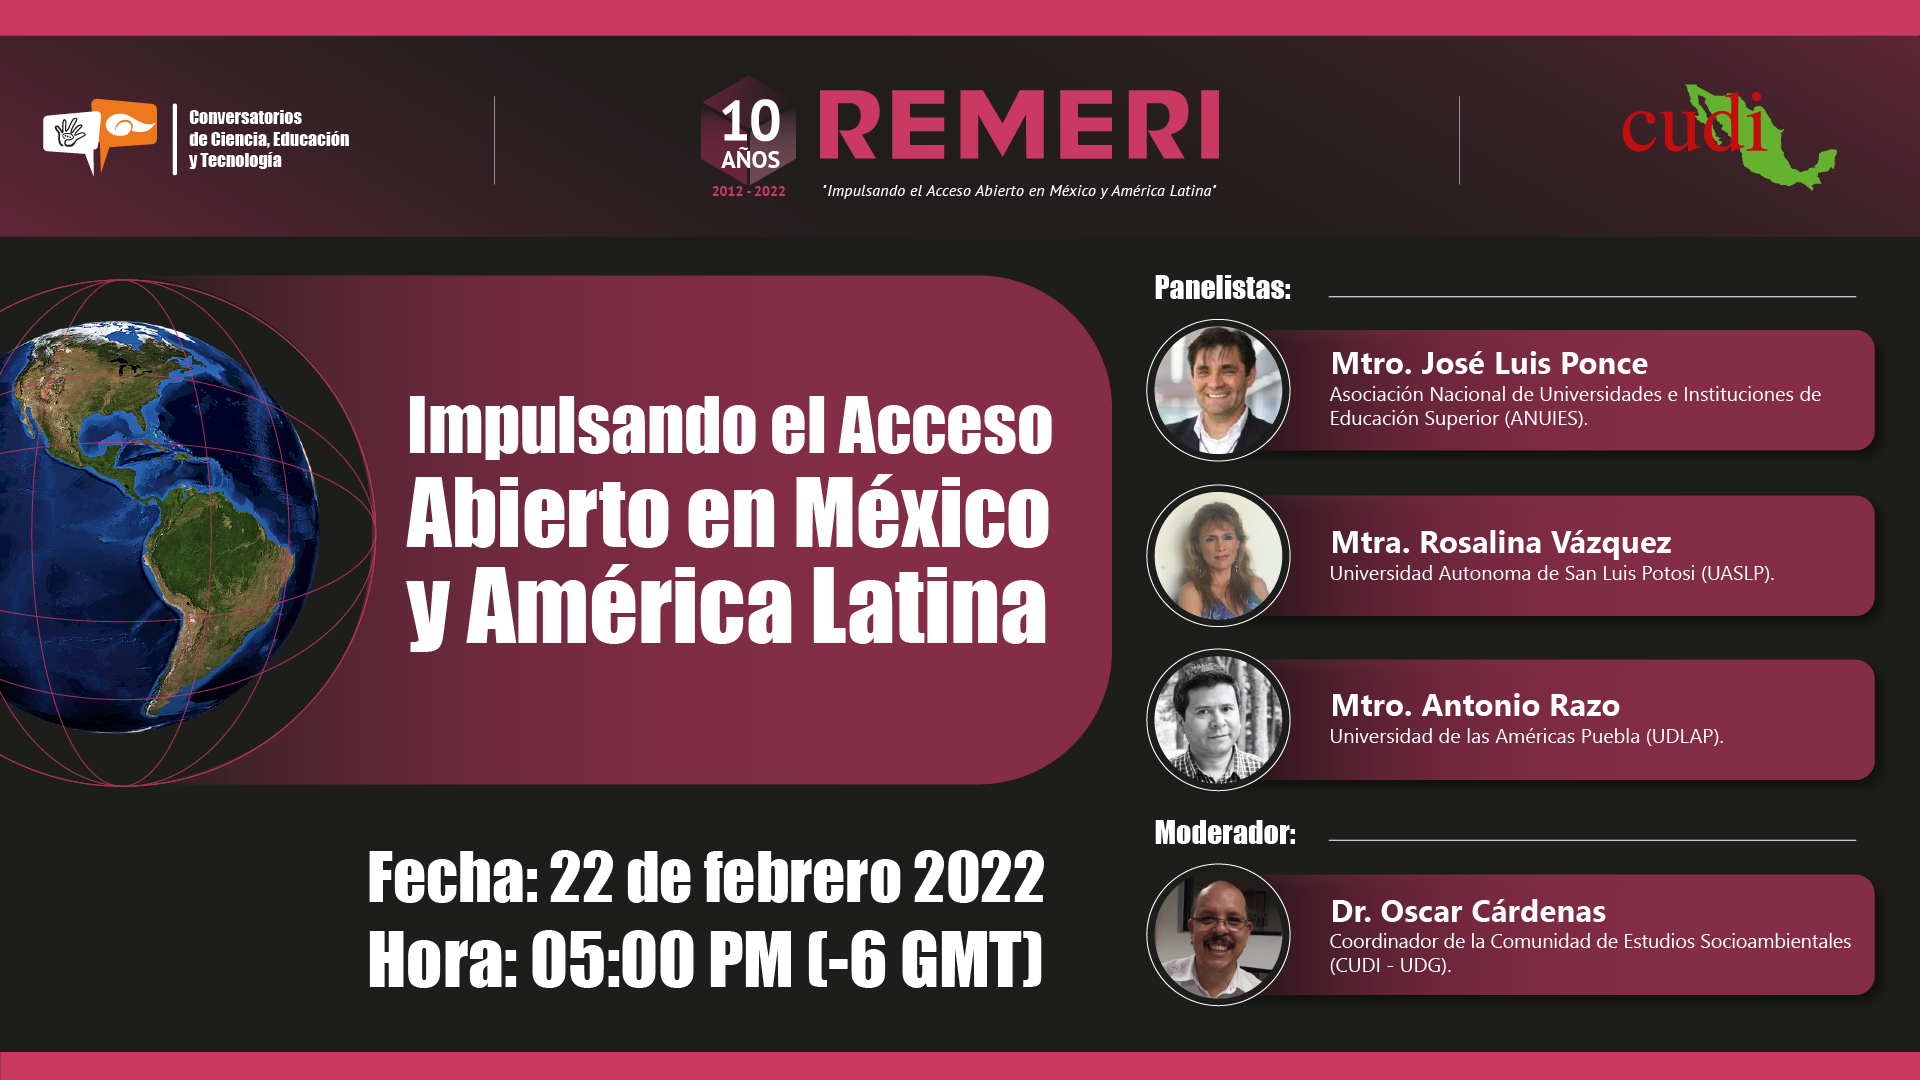 Conversatorios
de Ciencia, Educación
y Tecnología
10
AÑOS
2012 - 2022
REMERI
"Impulsando el Acceso Abierto en México y América Latina"
cudi
Impulsando el Acceso
Abierto en México
y América Latina
Fecha: 22 de febrero 2022
Hora: 05:00 PM (-6 GMT)
Panelistas:
Mtro. José Luis Ponce
Asociación Nacional de Universidades e Instituciones de
Educación Superior (ANUIES).
Mtra. Rosalina Vázquez
Universidad Autonoma de San Luis Potosi (UASLP).
Mtro. Antonio Razo
Universidad de las Américas Puebla (UDLAP).
Moderador:
Dr. Oscar Cárdenas
Coordinador de la Comunidad de Estudios Socioambientales
(CUDI - UDG).